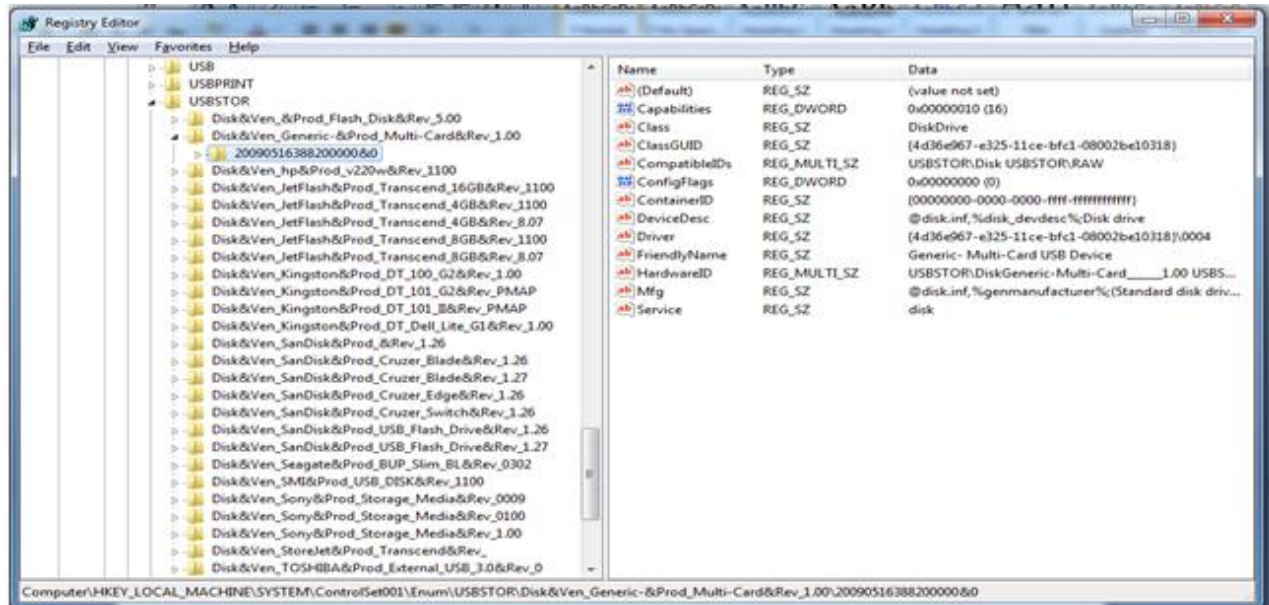 Registry Editor
File Edit View Favorites Help
USB
USBPRINT
USBSTOR
Disk&Ven_&Prod_Flash_Disk&Rev_5.00
Disk&Ven_Generic-&Prod_Multi-Card&Rev_1.00
20090516388200000&0
Disk&Ven_hp&Prod_v220w&Rev_1100
Disk&Ven_JetFlash&Prod_Transcend_16GB&Rev_1100
Disk&Ven_JetFlash&Prod_Transcend_4GB&Rev_1100
Disk&Ven_JetFlash&Prod_Transcend_4GB&Rev_8.07
Disk&Ven_JetFlash&Prod_Transcend_8GB&Rev_1100
Disk&Ven_JetFlash&Prod_Transcend_8GB&Rev_8.07
Disk&Ven_Kingston&Prod_DT_100_G2&Rev_1.00
Disk&Ven_Kingston&Prod_DT_101_G2&Rev_PMAP
Disk&Ven_Kingston&Prod_DT_101_II&Rev_PMAP
Disk&Ven_Kingston&Prod_DT_Dell_Lite_G1&Rev_1.00
Disk&Ven_SanDisk&Prod_&Rev_1.26
Disk&Ven_SanDisk&Prod_Cruzer_Blade&Rev_1.26
Disk&Ven_SanDisk&Prod_Cruzer_Blade&Rev_1.27
Disk&Ven_SanDisk&Prod_Cruzer_Edge&Rev_1.26
Disk&Ven_SanDisk&Prod_Cruzer_Switch&Rev_1.26
Disk&Ven_SanDisk&Prod_USB_Flash_Drive&Rev_1.26
Disk&Ven_SanDisk&Prod_USB_Flash_Drive&Rev_1.27
Disk&Ven_Seagate&Prod_BUP_Slim_BL&Rev_0302
Disk&Ven_SMI&Prod_USB_DISK&Rev_1100
Disk&Ven_Sony&Prod_Storage_Media&Rev_0009
Disk&Ven_Sony&Prod_Storage_Media&Rev_0100
Disk&Ven_Sony&Prod_Storage_Media&Rev_1.00
Disk&Ven_StoreJet&Prod_Transcend&Rev_
Disk&Ven_TOSHIBA&Prod_External_USB_3.0&Rev_0
Name Type Data
(Default) REG_SZ (value not set)
Capabilities REG_DWORD 0x00000010 (16)
Class REG_SZ DiskDrive
ClassGUID REG_SZ {4d36e967-e325-11ce-bfc1-08002be10318}
CompatibleIDs REG_MULTI_SZ USBSTOR\Disk USBSTOR\RAW
ConfigFlags REG_DWORD 0x00000000 (0)
ContainerID REG_SZ {00000000-0000-0000-ffff-ffffffffffff}
DeviceDesc REG_SZ @disk.inf,%disk_devdesc%;Disk drive
Driver REG_SZ {4d36e967-e325-11ce-bfc1-08002be10318}\0004
FriendlyName REG_SZ Generic- Multi-Card USB Device
HardwareID REG_MULTI_SZ USBSTOR\DiskGeneric-Multi-Card______1.00 USBS...
Mfg REG_SZ @disk.inf,%genmanufacturer%;(Standard disk driv...
Service REG_SZ disk
Computer\HKEY_LOCAL_MACHINE\SYSTEM\ControlSet001\Enum\USBSTOR\Disk&Ven_Generic-&Prod_Multi-Card&Rev_1.00\20090516388200000&0